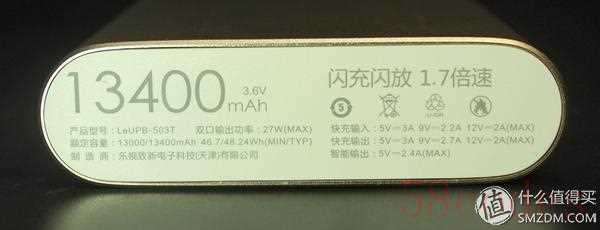 13400mAh 3.6V
闪充闪放 1.7倍速
5
LI-ION
产品型号:LeUPB-503T 双口输出功率:27W(MAX)
额定容量:13000/13400mAh 46.7/48.24Wh(MIN/TYP)
制造商:乐视致新电子科技(天津)有限公司
快充输入:5V⎓3A 9V⎓2.2A 12V⎓2A(MAX)
快充输出:5V⎓3A 9V⎓2.7A 12V⎓2A(MAX)
智能输出:5V⎓2.4A(MAX)
值 什么值得买
SMZDM.COM